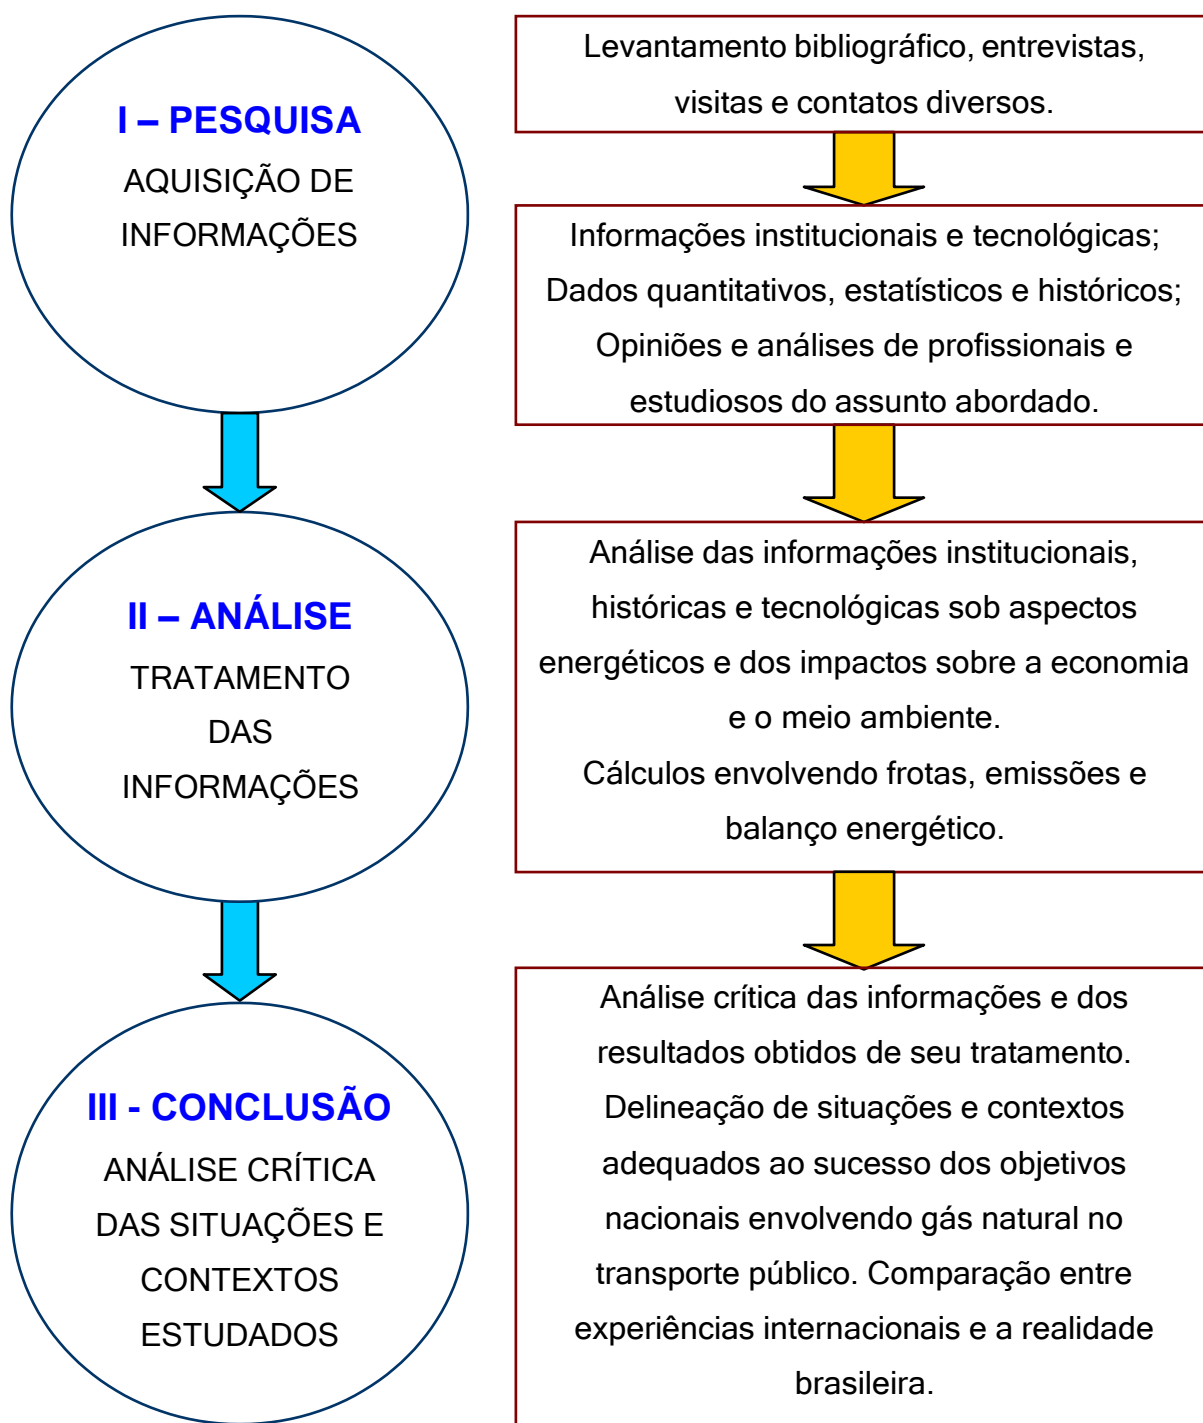 I – PESQUISA
AQUISIÇÃO DE
INFORMAÇÕES
Levantamento bibliográfico, entrevistas,
visitas e contatos diversos.
Informações institucionais e tecnológicas;
Dados quantitativos, estatísticos e históricos;
Opiniões e análises de profissionais e
estudiosos do assunto abordado.
II – ANÁLISE
TRATAMENTO
DAS
INFORMAÇÕES
Análise das informações institucionais,
históricas e tecnológicas sob aspectos
energéticos e dos impactos sobre a economia
e o meio ambiente.
Cálculos envolvendo frotas, emissões e
balanço energético.
III - CONCLUSÃO
ANÁLISE CRÍTICA
DAS SITUAÇÕES E
CONTEXTOS
ESTUDADOS
Análise crítica das informações e dos
resultados obtidos de seu tratamento.
Delineação de situações e contextos
adequados ao sucesso dos objetivos
nacionais envolvendo gás natural no
transporte público. Comparação entre
experiências internacionais e a realidade
brasileira.